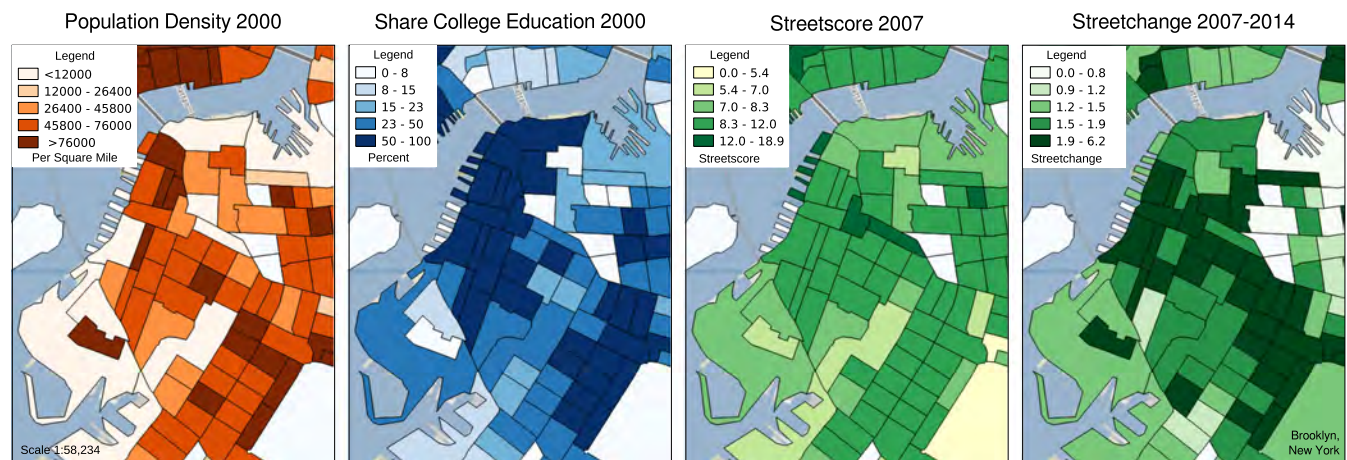 Population Density 2000
Legend
<12000
12000 - 26400
26400 - 45800
45800 - 76000
>76000
Per Square Mile
Scale 1:58,234
Share College Education 2000
Legend
0 - 8
8 - 15
15 - 23
23 - 50
50 - 100
Percent
Streetscore 2007
Legend
0.0 - 5.4
5.4 - 7.0
7.0 - 8.3
8.3 - 12.0
12.0 - 18.9
Streetscore
Streetchange 2007-2014
Legend
0.0 - 0.8
0.9 - 1.2
1.2 - 1.5
1.5 - 1.9
1.9 - 6.2
Streetchange
Brooklyn,
New York